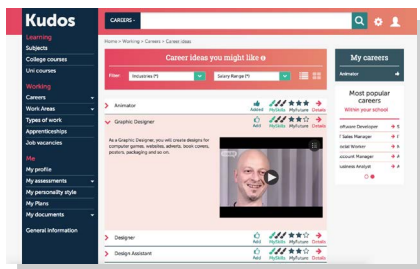 Kudos
CAREERS
Learning
Subjects
College courses
Uni courses
Working
Careers
Work Areas
Types of work
Apprenticeships
Job vacancies
Me
My profile
My assessments
My personality style
My Plans
My documents
General information
Home > Working > Careers > Career ideas
Career ideas you might like
Filter
Industries (*)
Salary Range (*)
Animator
Added MySkills MyFuture Details
Graphic Designer
Add MySkills MyFuture Details
As a Graphic Designer, you will create designs for
computer games, websites, adverts, book covers,
posters, packaging and so on.
Designer
Add MySkills MyFuture Details
Design Assistant
Add MySkills MyFuture Details
My careers
Animator
Most popular
careers
Within your school
oftware Developer
Sales Manager
ocial Worker
ccount Manager
usiness Analyst